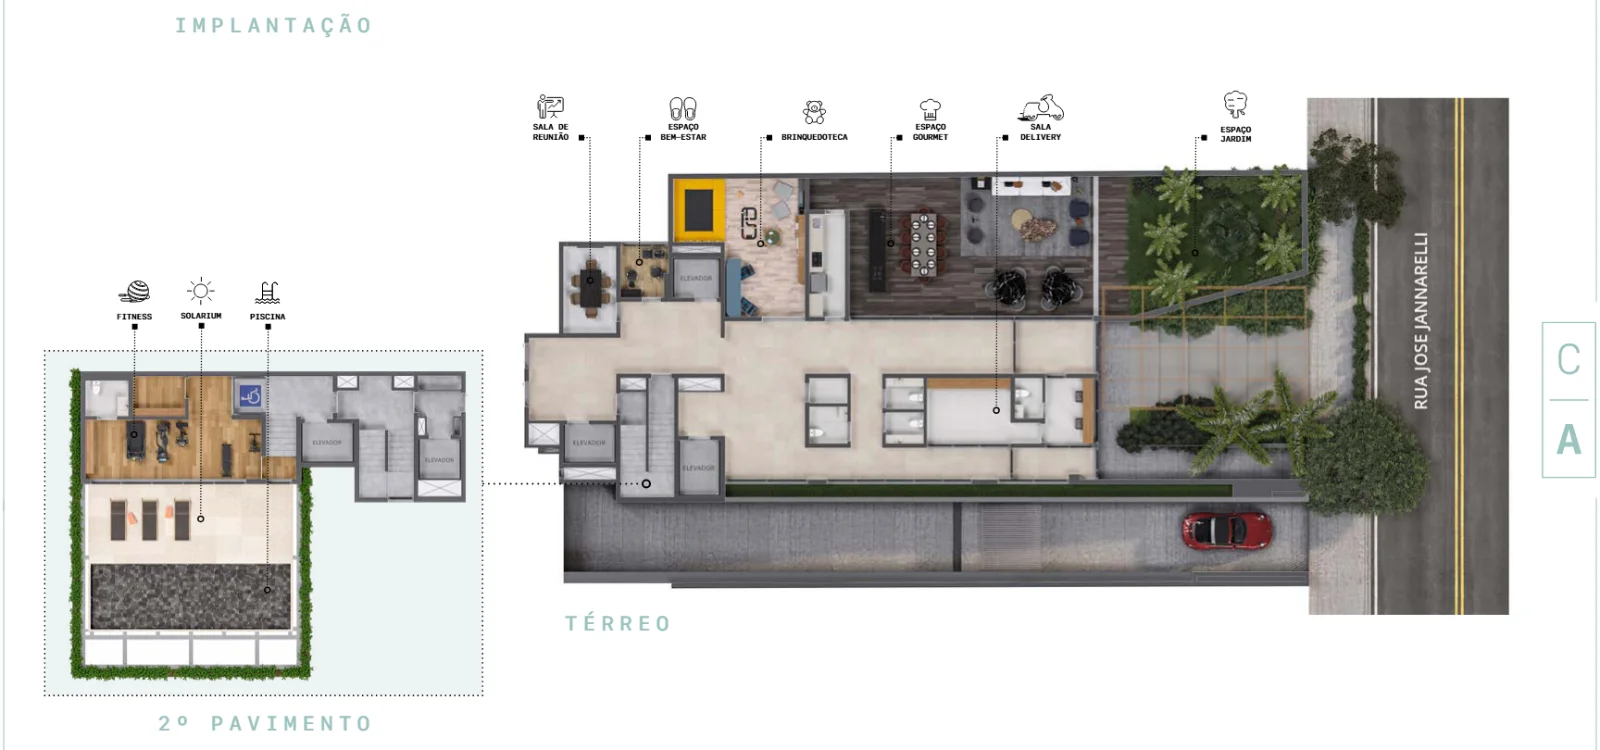 IMPLANTAÇÃO
SALA DE
REUNIÃO
ESPAÇO
BEM-ESTAR
BRINQUEDOTECA
ESPAÇO
GOURMET
SALA
DELIVERY
ESPAÇO
JARDIM
ELEVADOR
ELEVADOR
ELEVADOR
RUA JOSE JANNARELLI
TÉRREO
FITNESS
SOLARIUM
PISCINA
ELEVADOR
ELEVADOR
2º PAVIMENTO
C
A